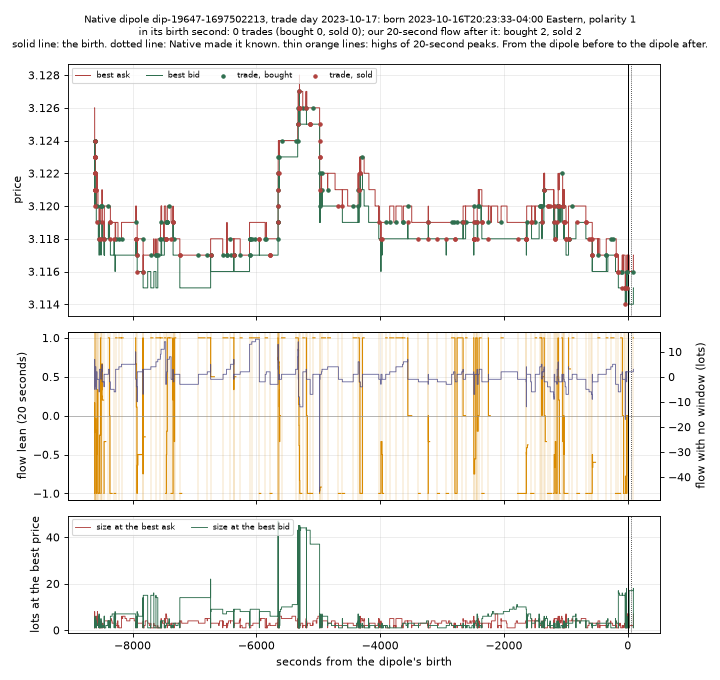 Native dipole dip-19647-1697502213, trade day 2023-10-17: born 2023-10-16T20:23:33-04:00 Eastern, polarity 1
in its birth second: 0 trades (bought 0, sold 0); our 20-second flow after it: bought 2, sold 2
solid line: the birth. dotted line: Native made it known. thin orange lines: highs of 20-second peaks. From the dipole before to the dipole after.
best ask best bid trade, bought trade, sold
3.128
3.126
3.124
3.122
3.120
3.118
3.116
3.114
price
1.0
0.5
0.0
−0.5
−1.0
flow lean (20 seconds)
10
0
−10
−20
−30
−40
flow with no window (lots)
size at the best ask size at the best bid
40
20
0
lots at the best price
−8000 −6000 −4000 −2000 0
seconds from the dipole's birth